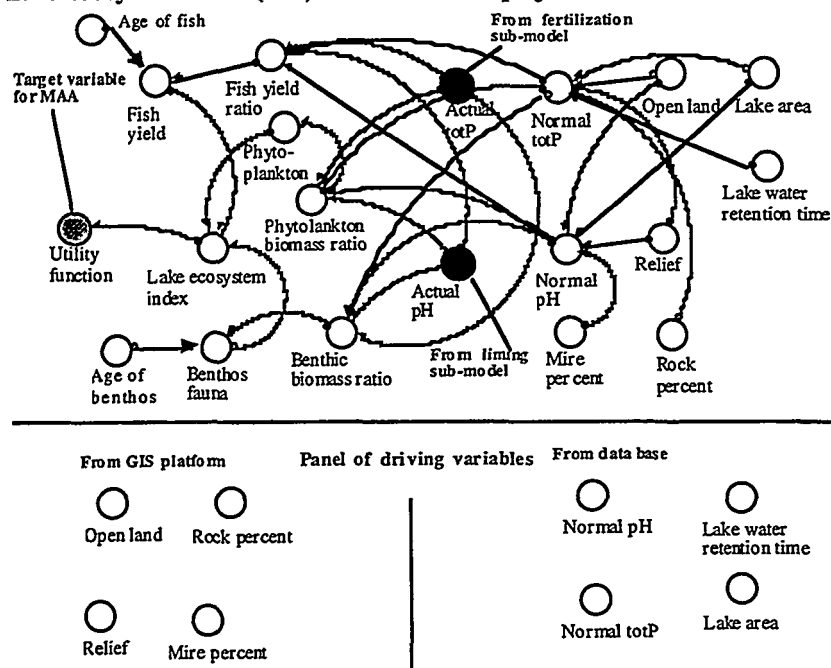 Age of fish
From fertilization
sub-model
Target variable
for MAA
Fish
yield
Fish yield
ratio
Actual
totP
Normal
totP
Open land
Lake area
Phyto-
plankton
Lake water
retention time
Phytolankton
biomass ratio
Utility
function
Lake ecosystem
index
Actual
pH
Normal
pH
Relief
Age of
benthos
Benthos
fauna
Benthic
biomass ratio
From liming
sub-model
Mire
percent
Rock
percent
From GIS platform
Panel of driving variables
From data base
Open land
Rock percent
Normal pH
Lake water
retention time
Relief
Mire percent
Normal totP
Lake area